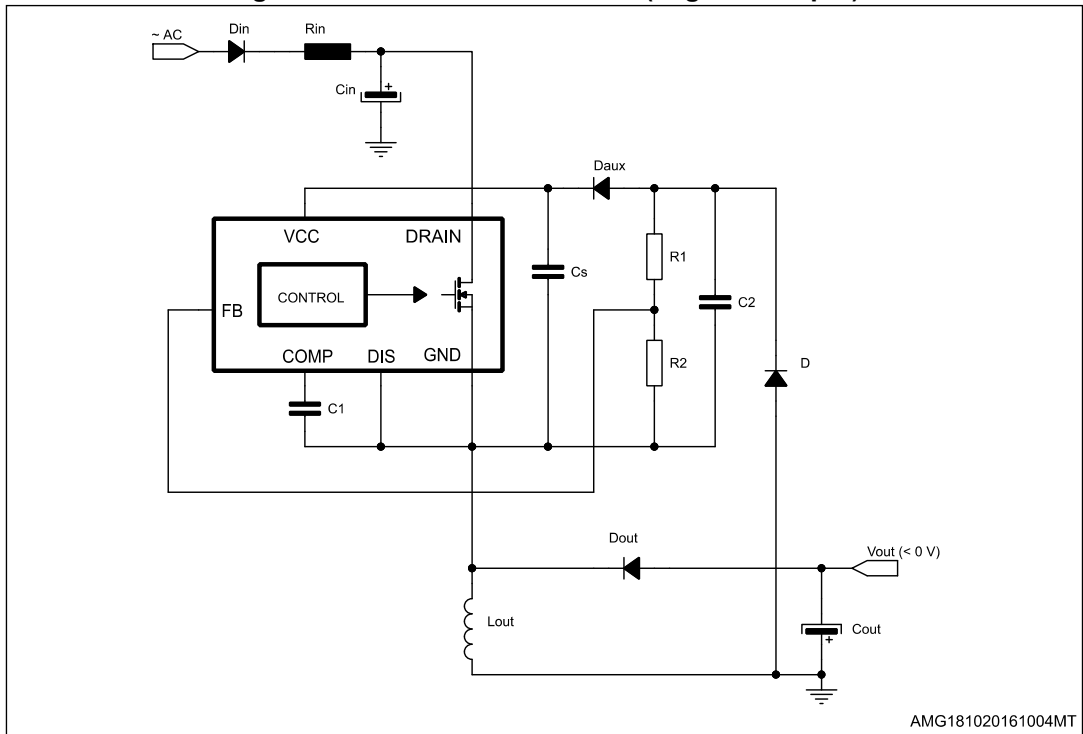 ~ AC
Din
Rin
Cin
+
Daux
VCC
DRAIN
Cs
R1
C2
CONTROL
FB
COMP
DIS
GND
R2
D
C1
Dout
Vout (< 0 V)
Lout
Cout
+
AMG181020161004MT